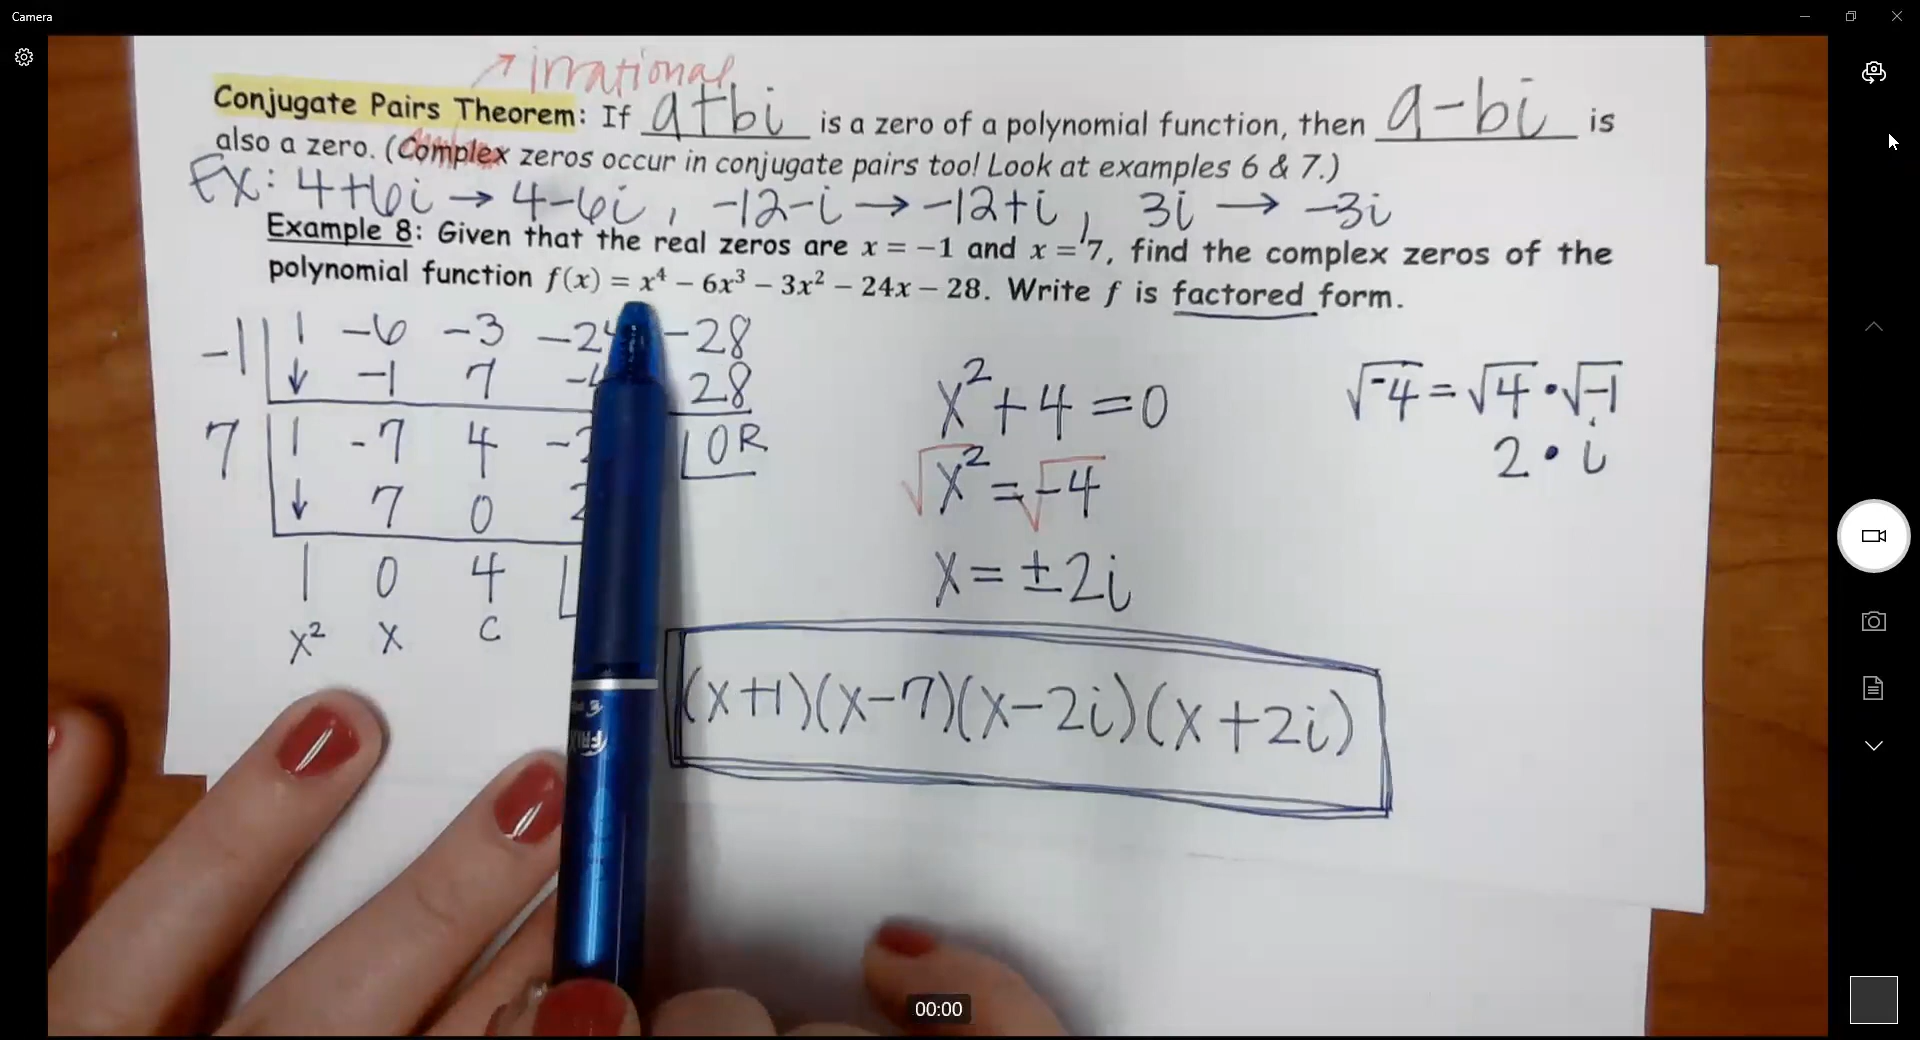 Camera
irrational
Conjugate Pairs Theorem: If a+bi is a zero of a polynomial function, then a-bi is
also a zero. (Complex zeros occur in conjugate pairs too! Look at examples 6 & 7.)
Ex: 4+6i → 4-6i, -12-i → -12+i, 3i → -3i
Example 8: Given that the real zeros are x = −1 and x = 7, find the complex zeros of the
polynomial function f(x) = x⁴ − 6x³ − 3x² − 24x − 28. Write f is factored form.
-1 1 -6 -3 -24 -28
↓ -1 7 -4 28
7 1 -7 4 - 0R
↓ 7 0 2
1 0 4
x² x c
x²+4=0
√x² = √-4
x = ±2i
√-4 = √4 • √-1
2 • i
(x+1)(x-7)(x-2i)(x+2i)
00:00